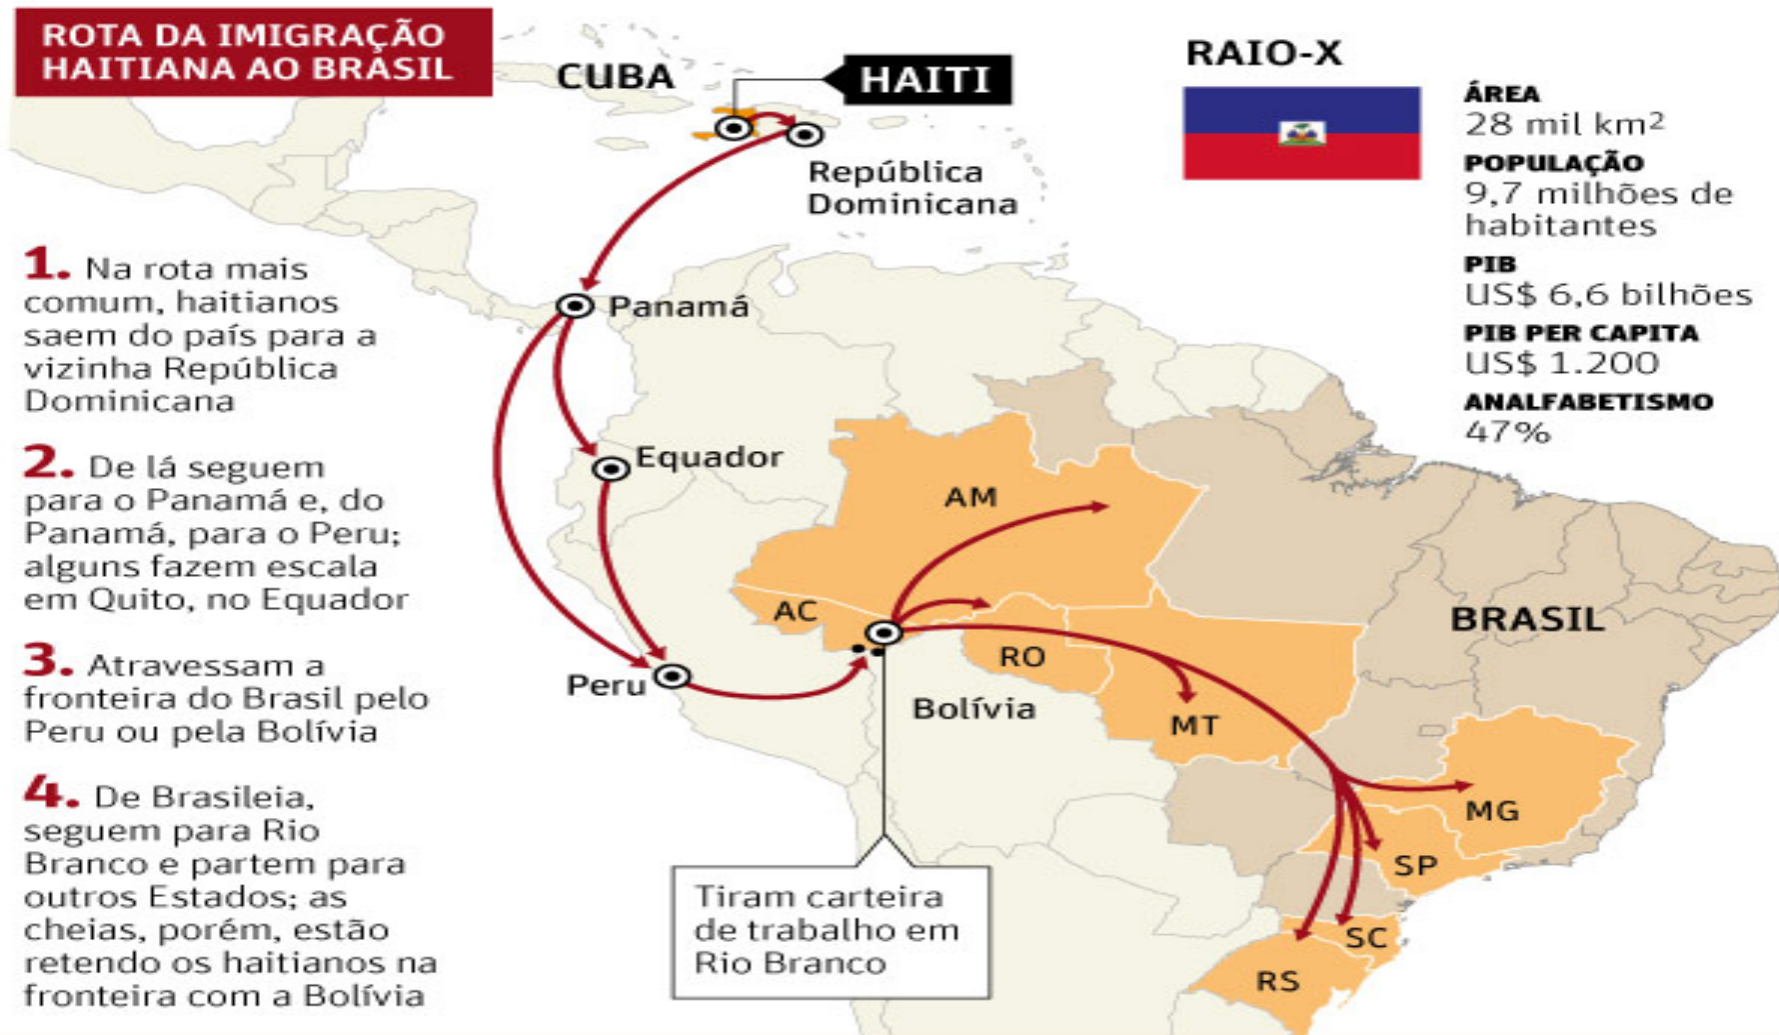 ROTA DA IMIGRAÇÃO
HAITIANA AO BRASIL
CUBA
HAITI
República
Dominicana
Panamá
Equador
Peru
Bolívia
BRASIL
AM
AC
RO
MT
MG
SP
SC
RS
Tiram carteira
de trabalho em
Rio Branco
1. Na rota mais
comum, haitianos
saem do país para a
vizinha República
Dominicana
2. De lá seguem
para o Panamá e, do
Panamá, para o Peru;
alguns fazem escala
em Quito, no Equador
3. Atravessam a
fronteira do Brasil pelo
Peru ou pela Bolívia
4. De Brasileia,
seguem para Rio
Branco e partem para
outros Estados; as
cheias, porém, estão
retendo os haitianos na
fronteira com a Bolívia
RAIO-X
ÁREA
28 mil km²
POPULAÇÃO
9,7 milhões de
habitantes
PIB
US$ 6,6 bilhões
PIB PER CAPITA
US$ 1.200
ANALFABETISMO
47%